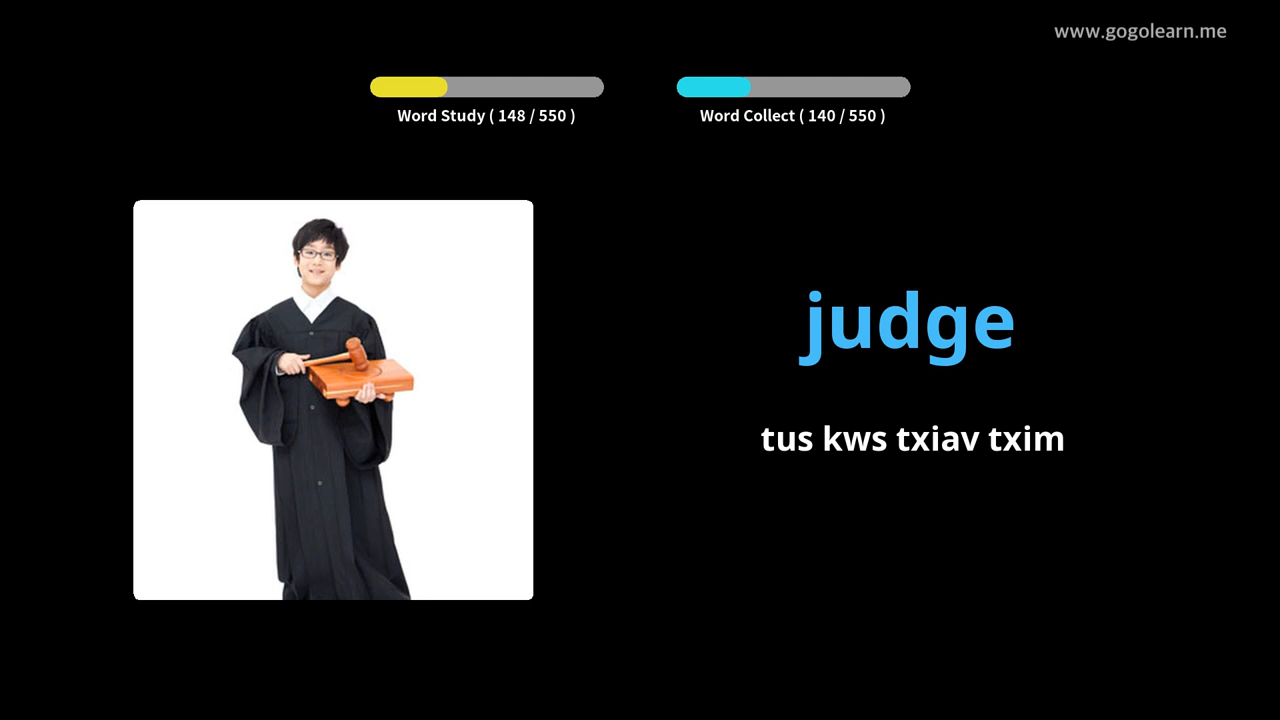 www.gogolearn.me
Word Study ( 148 / 550 )
Word Collect ( 140 / 550 )
judge
tus kws txiav txim